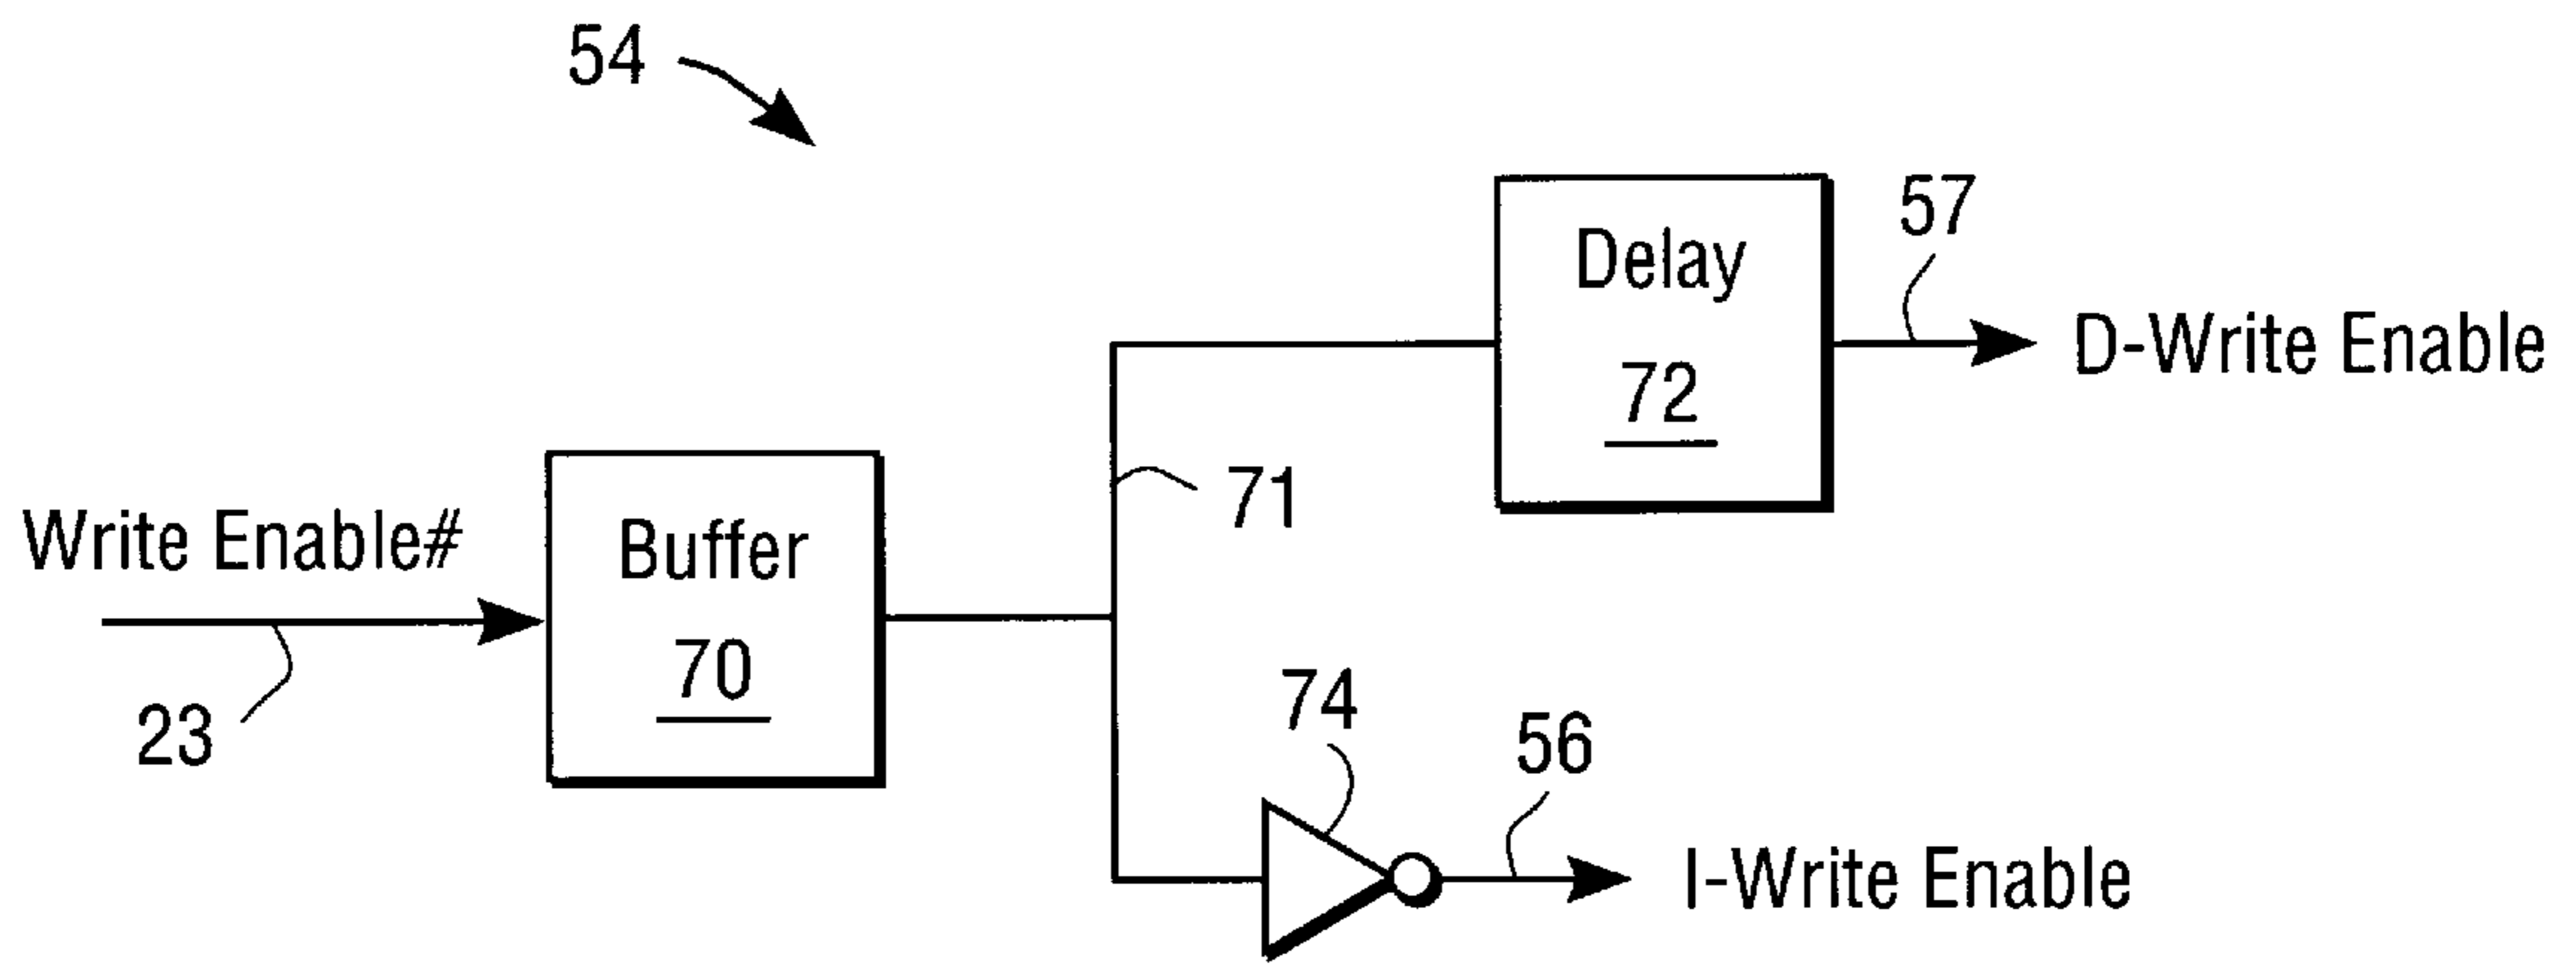 54
57
Delay
72
D-Write Enable
71
Write Enable#
23
Buffer
70
74
56
I-Write Enable